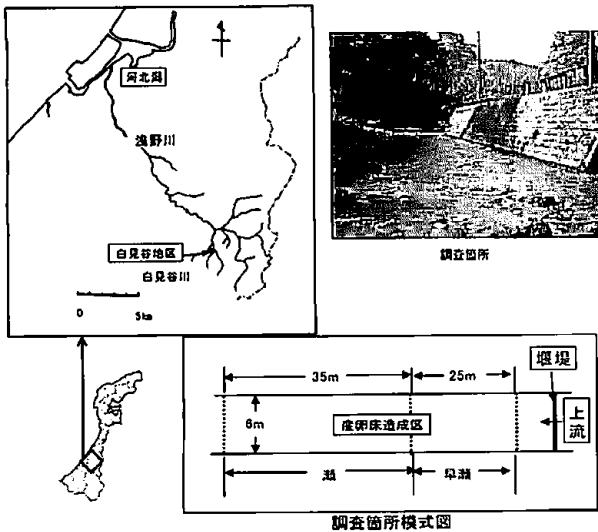 河北潟
浅野川
白見谷地区
白見谷川
0 5km
調査箇所
35m
25m
堰堤
6m
産卵床造成区
上流
瀬
早瀬
調査箇所模式図